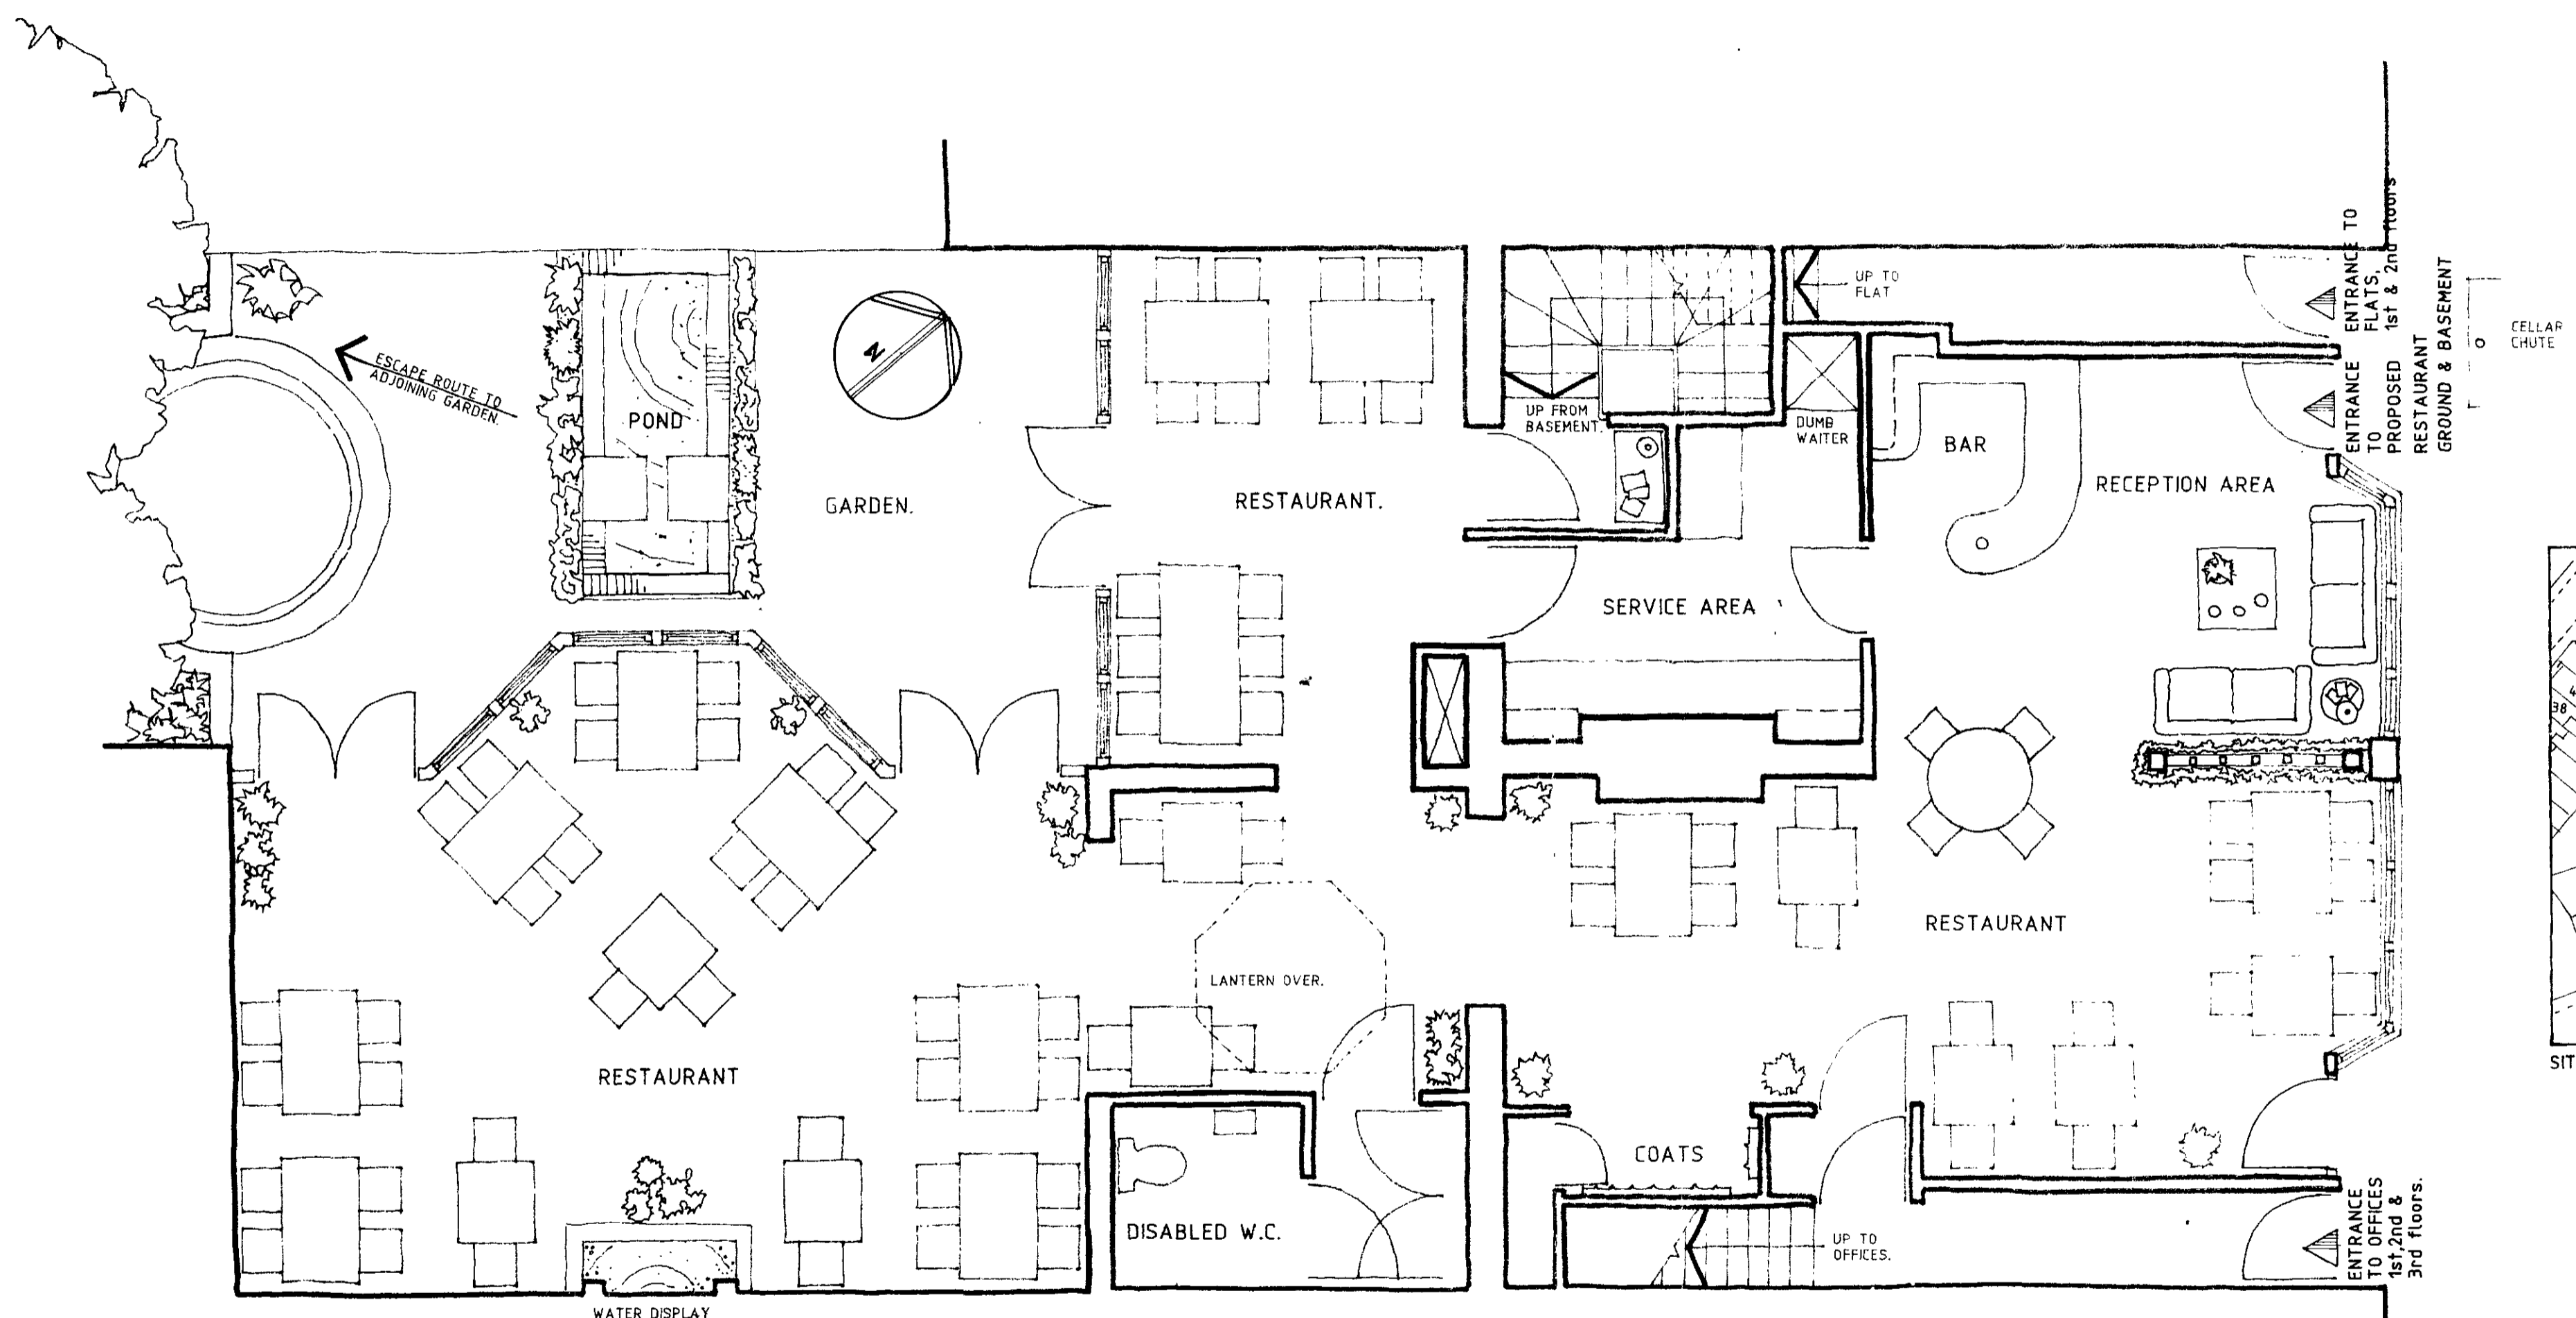 ENTRANCE TO
FLATS,
1st & 2nd floors
ENTRANCE
TO
PROPOSED
RESTAURANT
GROUND & BASEMENT
CELLAR
CHUTE
UP TO
FLAT
ESCAPE ROUTE TO
ADJOINING GARDEN.
N
POND
UP FROM
BASEMENT.
DUMB
WAITER
BAR
RECEPTION AREA
GARDEN.
RESTAURANT.
SERVICE AREA
38
4
RESTAURANT
LANTERN OVER.
RESTAURANT
SIT
COATS
DISABLED W.C.
UP TO
OFFICES.
ENTRANCE
TO OFFICES
1st,2nd &
3rd floors.
WATER DISPLAY